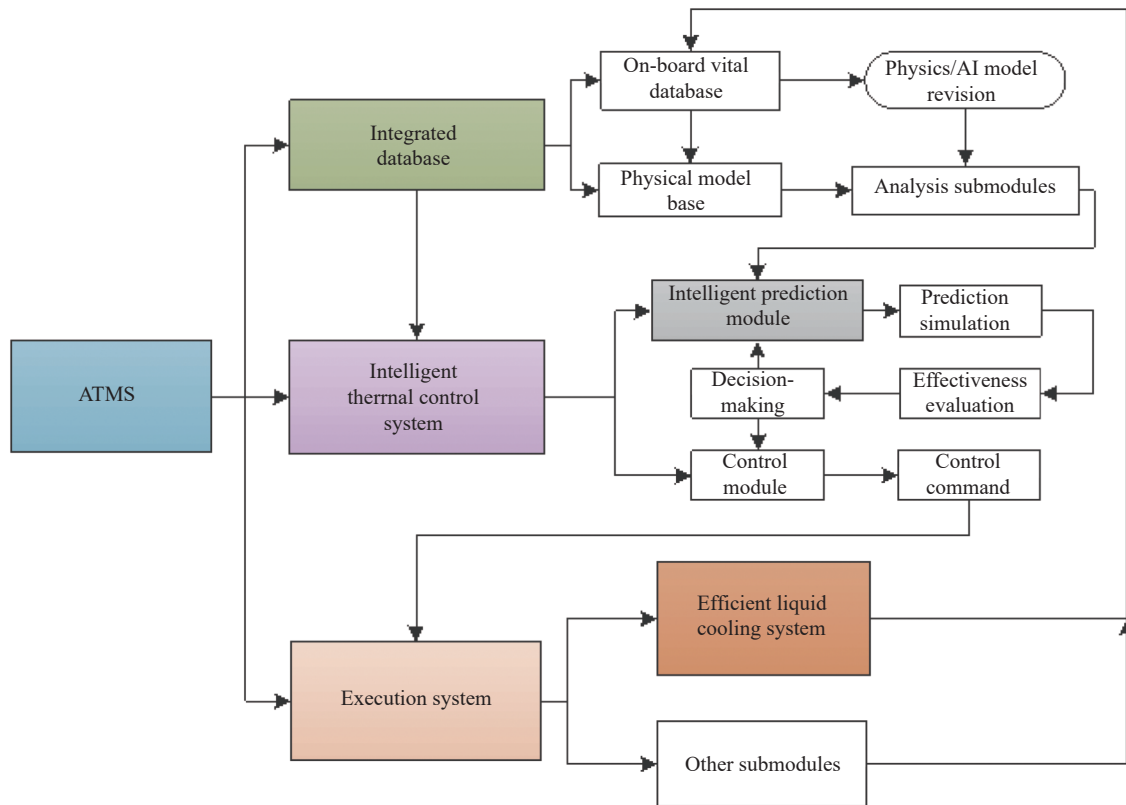 On-board vital
database
Physics/AI model
revision
Integrated
database
Physical model
base
Analysis submodules
Intelligent prediction
module
Prediction
simulation
ATMS
Intelligent
therrnal control
system
Decision-
making
Effectiveness
evaluation
Control
module
Control
command
Efficient liquid
cooling system
Execution system
Other submodules